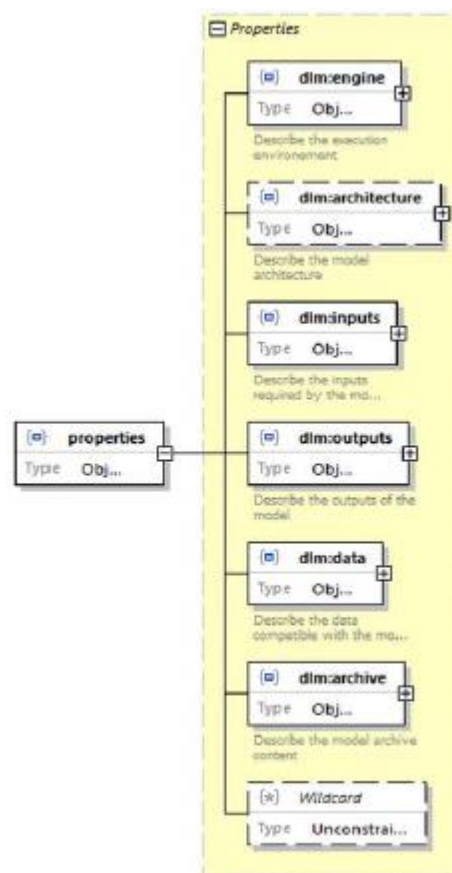 Properties
dlm:engine
Type Obj...
Describe the execution
environement
dlm:architecture
Type Obj...
Describe the model
architecture
dlm:inputs
Type Obj...
Describe the inputs
required by the mo...
properties
Type Obj...
dlm:outputs
Type Obj...
Describe the outputs of the
model
dlm:data
Type Obj...
Describe the data
compatible with the mo...
dlm:archive
Type Obj...
Describe the model archive
content
{*} Wildcard
Type Unconstrai...